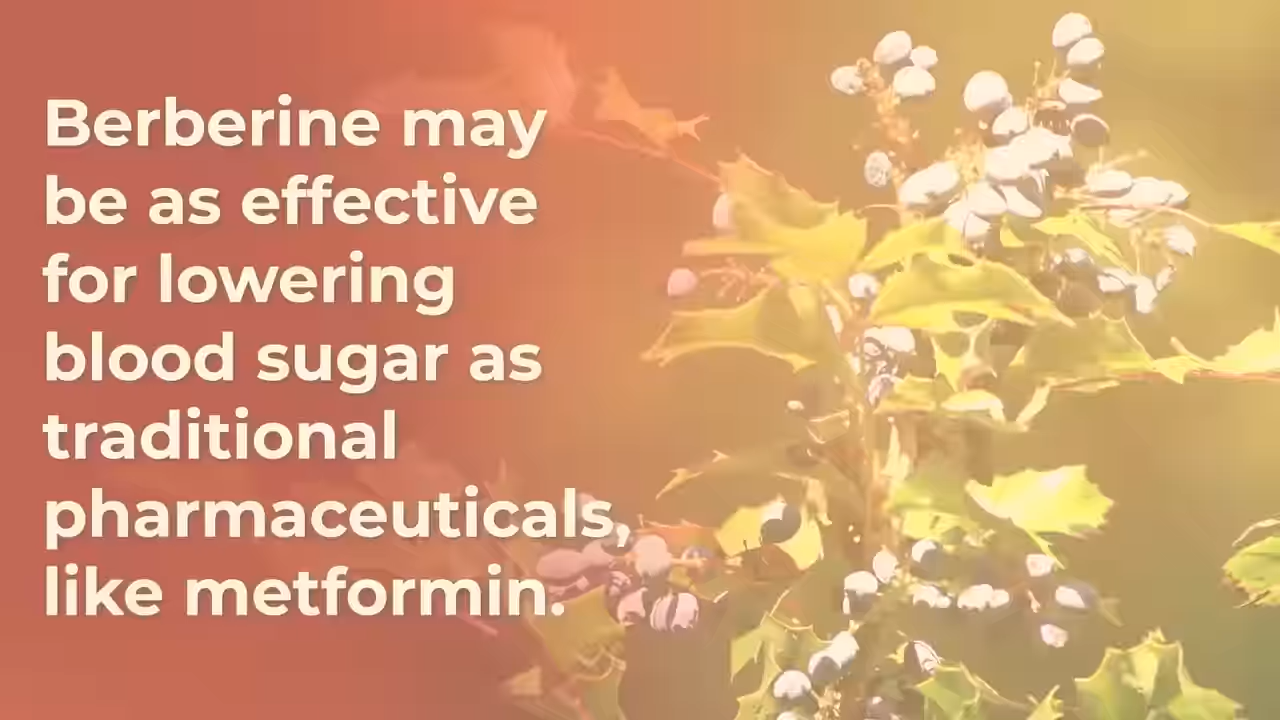 Berberine may
be as effective
for lowering
blood sugar as
traditional
pharmaceuticals,
like metformin.